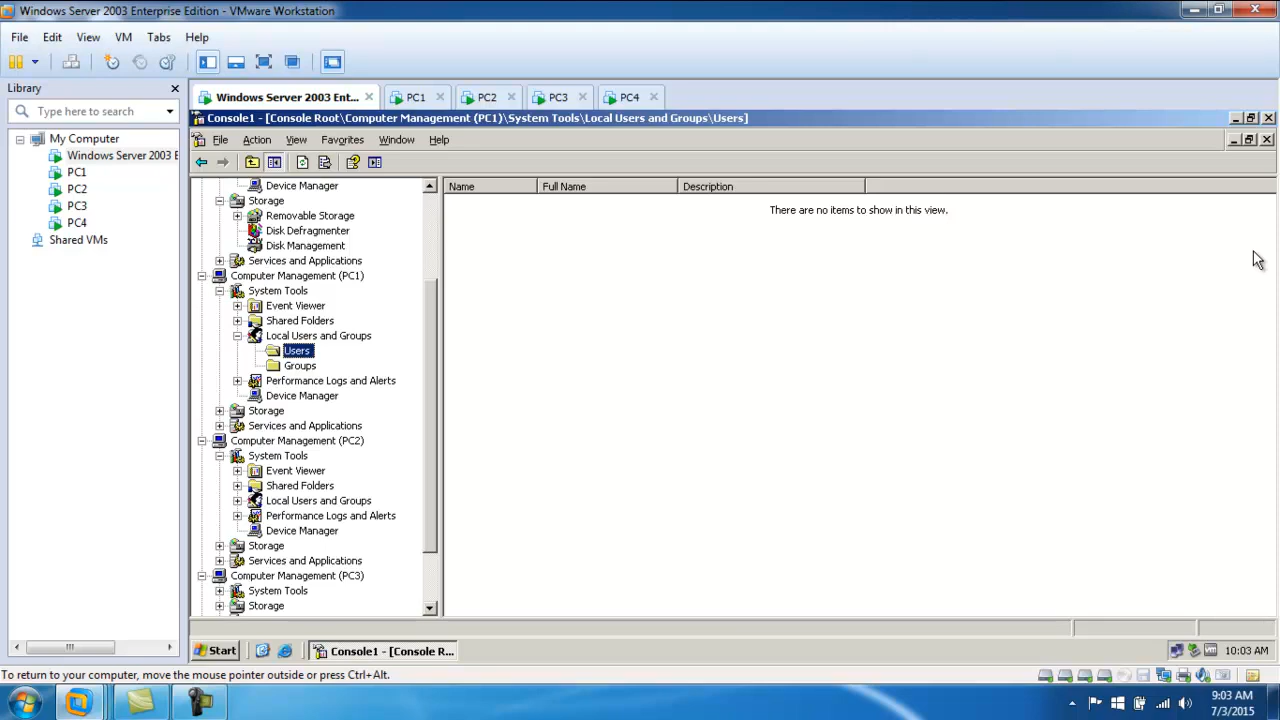 Windows Server 2003 Enterprise Edition - VMware Workstation
File Edit View VM Tabs Help
Library
Type here to search
My Computer
Windows Server 2003 E
PC1
PC2
PC3
PC4
Shared VMs
Windows Server 2003 Ent... PC1 PC2 PC3 PC4
Console1 - [Console Root\Computer Management (PC1)\System Tools\Local Users and Groups\Users]
File Action View Favorites Window Help
Device Manager
Storage
Removable Storage
Disk Defragmenter
Disk Management
Services and Applications
Computer Management (PC1)
System Tools
Event Viewer
Shared Folders
Local Users and Groups
Users
Groups
Performance Logs and Alerts
Device Manager
Storage
Services and Applications
Computer Management (PC2)
System Tools
Event Viewer
Shared Folders
Local Users and Groups
Performance Logs and Alerts
Device Manager
Storage
Services and Applications
Computer Management (PC3)
System Tools
Storage
Name Full Name Description
There are no items to show in this view.
Start Console1 - [Console R... 10:03 AM
To return to your computer, move the mouse pointer outside or press Ctrl+Alt.
9:03 AM
7/3/2015